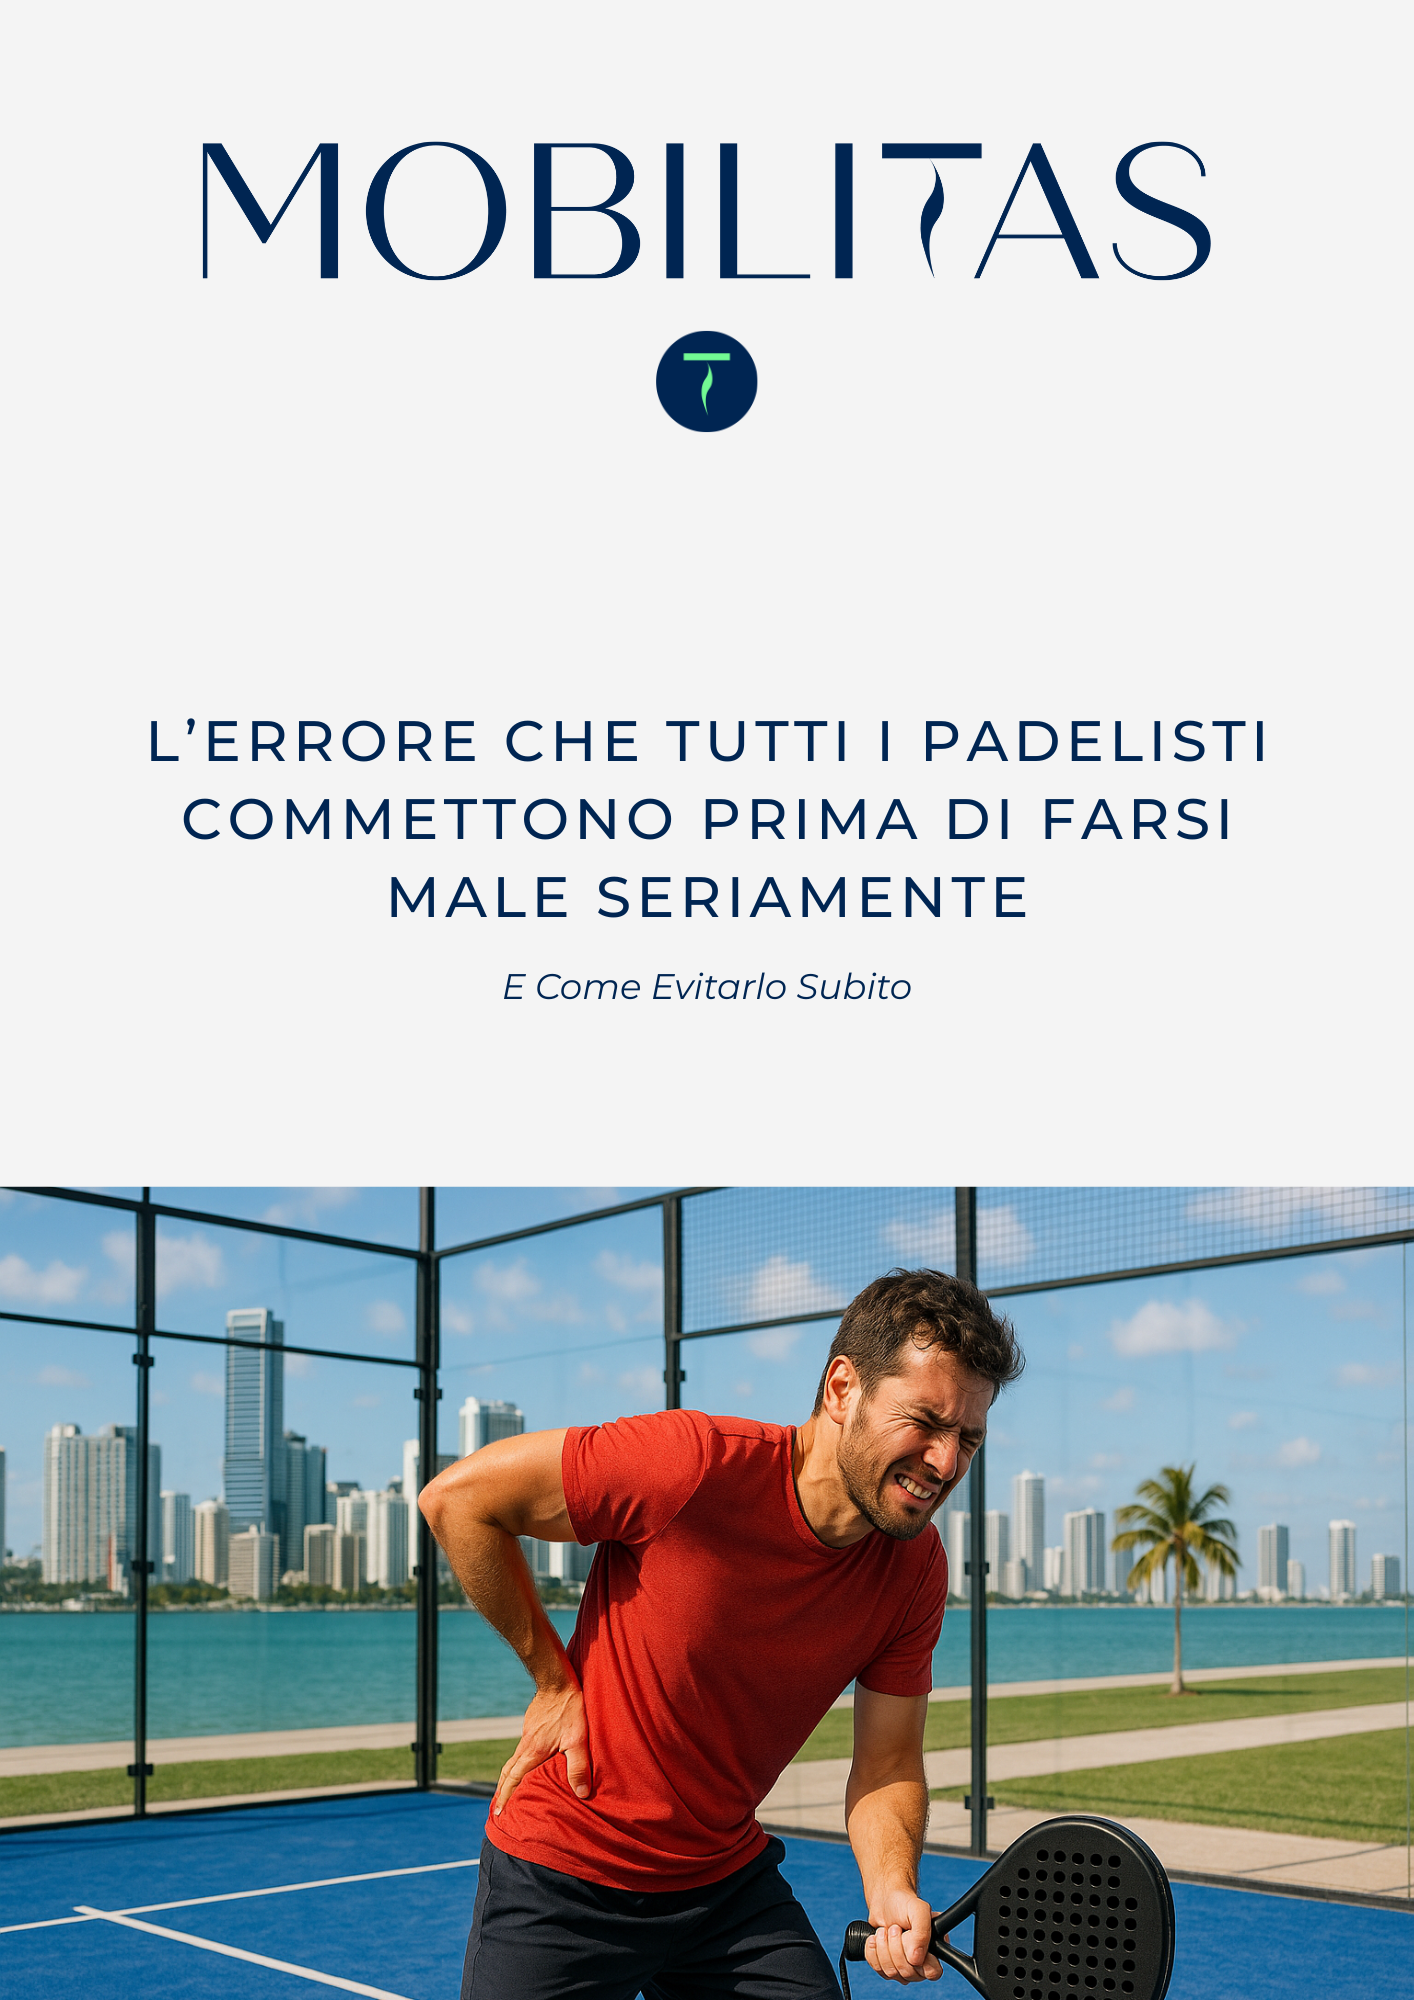 MOBILITAS
L’ERRORE CHE TUTTI I PADELISTI
COMMETTONO PRIMA DI FARSI
MALE SERIAMENTE
E Come Evitarlo Subito